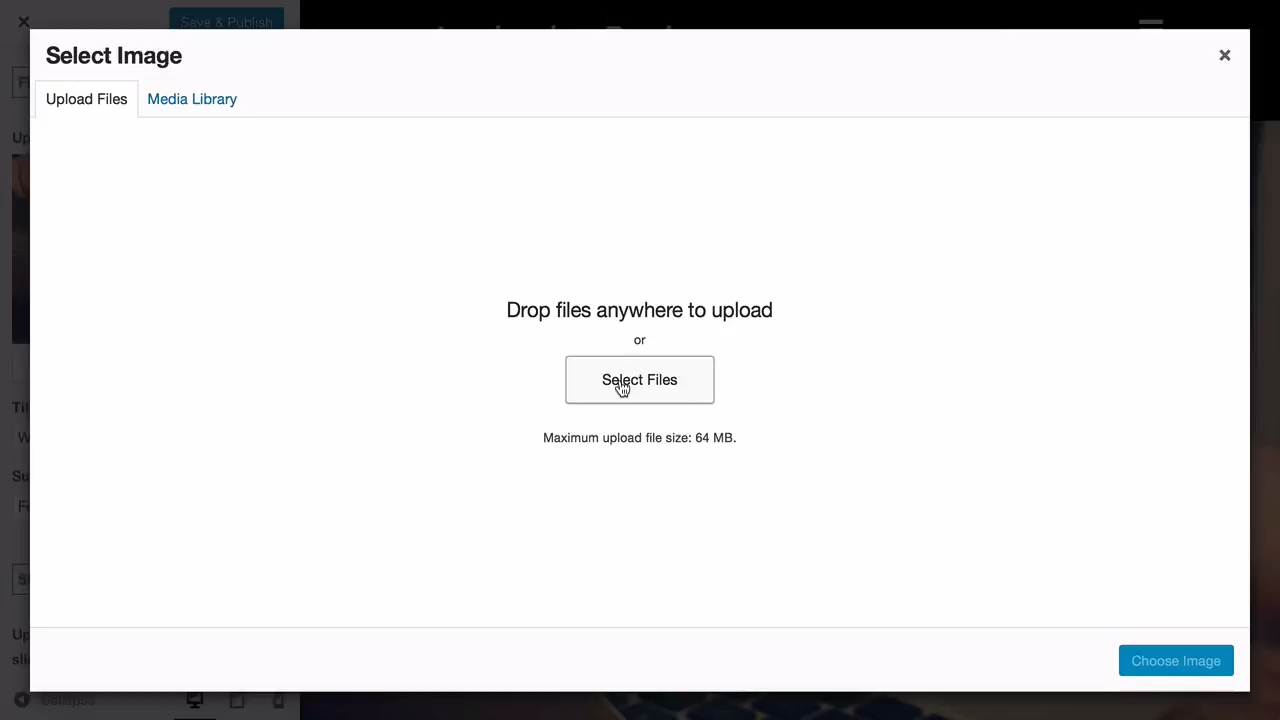 Save & Publish
Select Image
Upload Files
Media Library
Drop files anywhere to upload
or
Select Files
Maximum upload file size: 64 MB.
Choose Image
Collapse